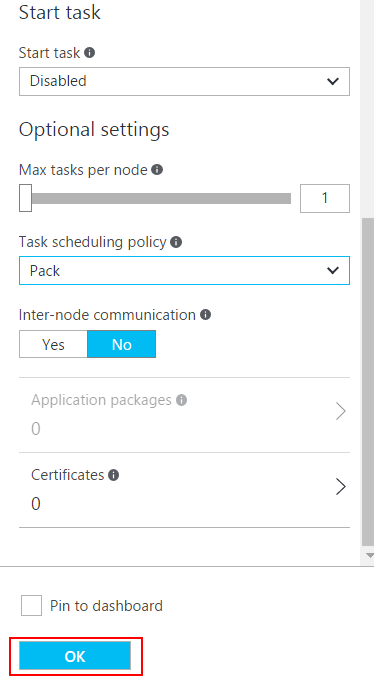 Start task
Start task
Disabled
Optional settings
Max tasks per node
1
Task scheduling policy
Pack
Inter-node communication
Yes No
Application packages
0
Certificates
0
Pin to dashboard
OK